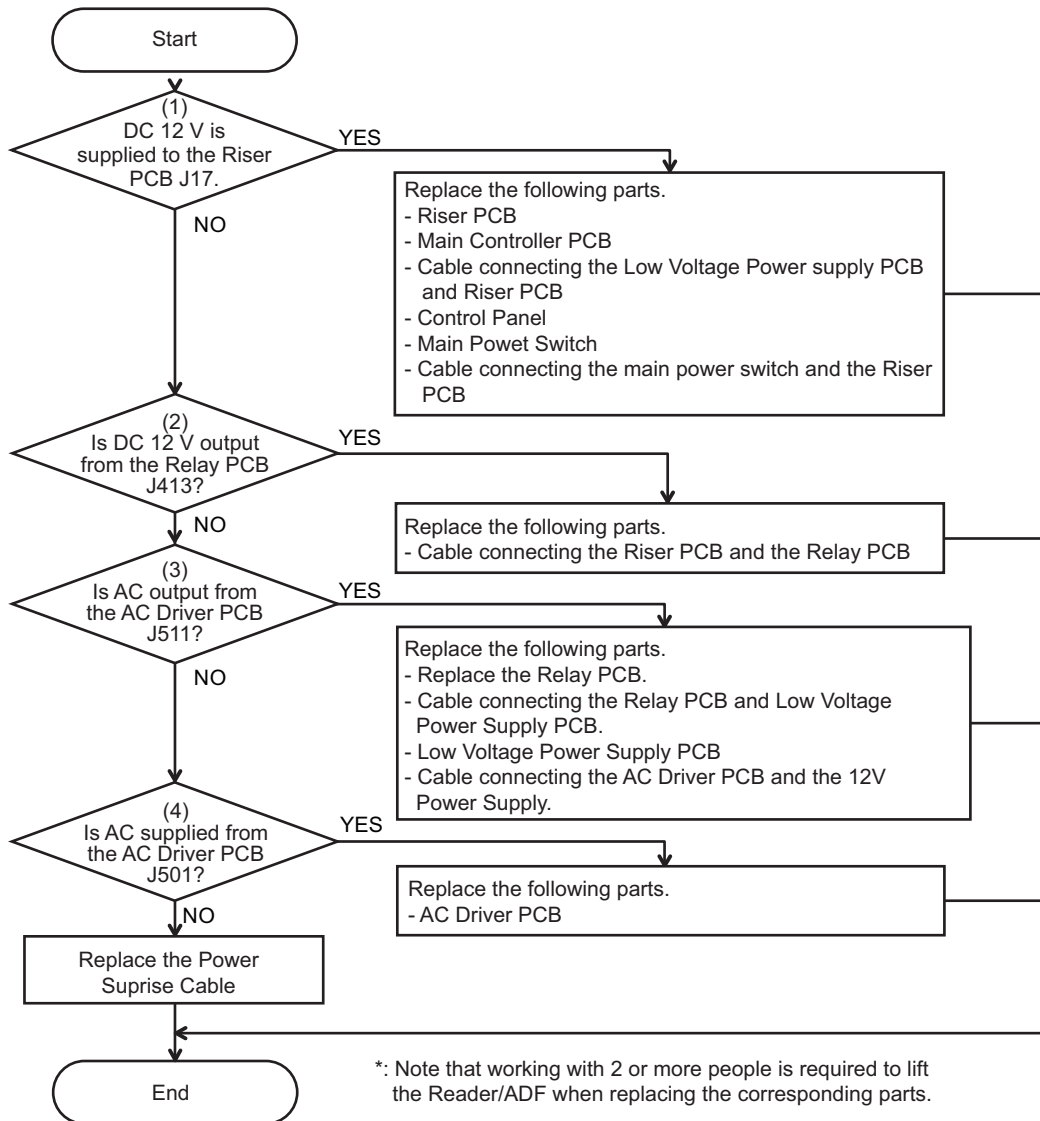 Start
(1)
DC 12 V is
supplied to the Riser
PCB J17.
YES
NO
Replace the following parts.
- Riser PCB
- Main Controller PCB
- Cable connecting the Low Voltage Power supply PCB
and Riser PCB
- Control Panel
- Main Powet Switch
- Cable connecting the main power switch and the Riser
PCB
(2)
Is DC 12 V output
from the Relay PCB
J413?
YES
NO
Replace the following parts.
- Cable connecting the Riser PCB and the Relay PCB
(3)
Is AC output from
the AC Driver PCB
J511?
YES
NO
Replace the following parts.
- Replace the Relay PCB.
- Cable connecting the Relay PCB and Low Voltage
Power Supply PCB.
- Low Voltage Power Supply PCB
- Cable connecting the AC Driver PCB and the 12V
Power Supply.
(4)
Is AC supplied from
the AC Driver PCB
J501?
YES
NO
Replace the following parts.
- AC Driver PCB
Replace the Power
Suprise Cable
End
*: Note that working with 2 or more people is required to lift
the Reader/ADF when replacing the corresponding parts.